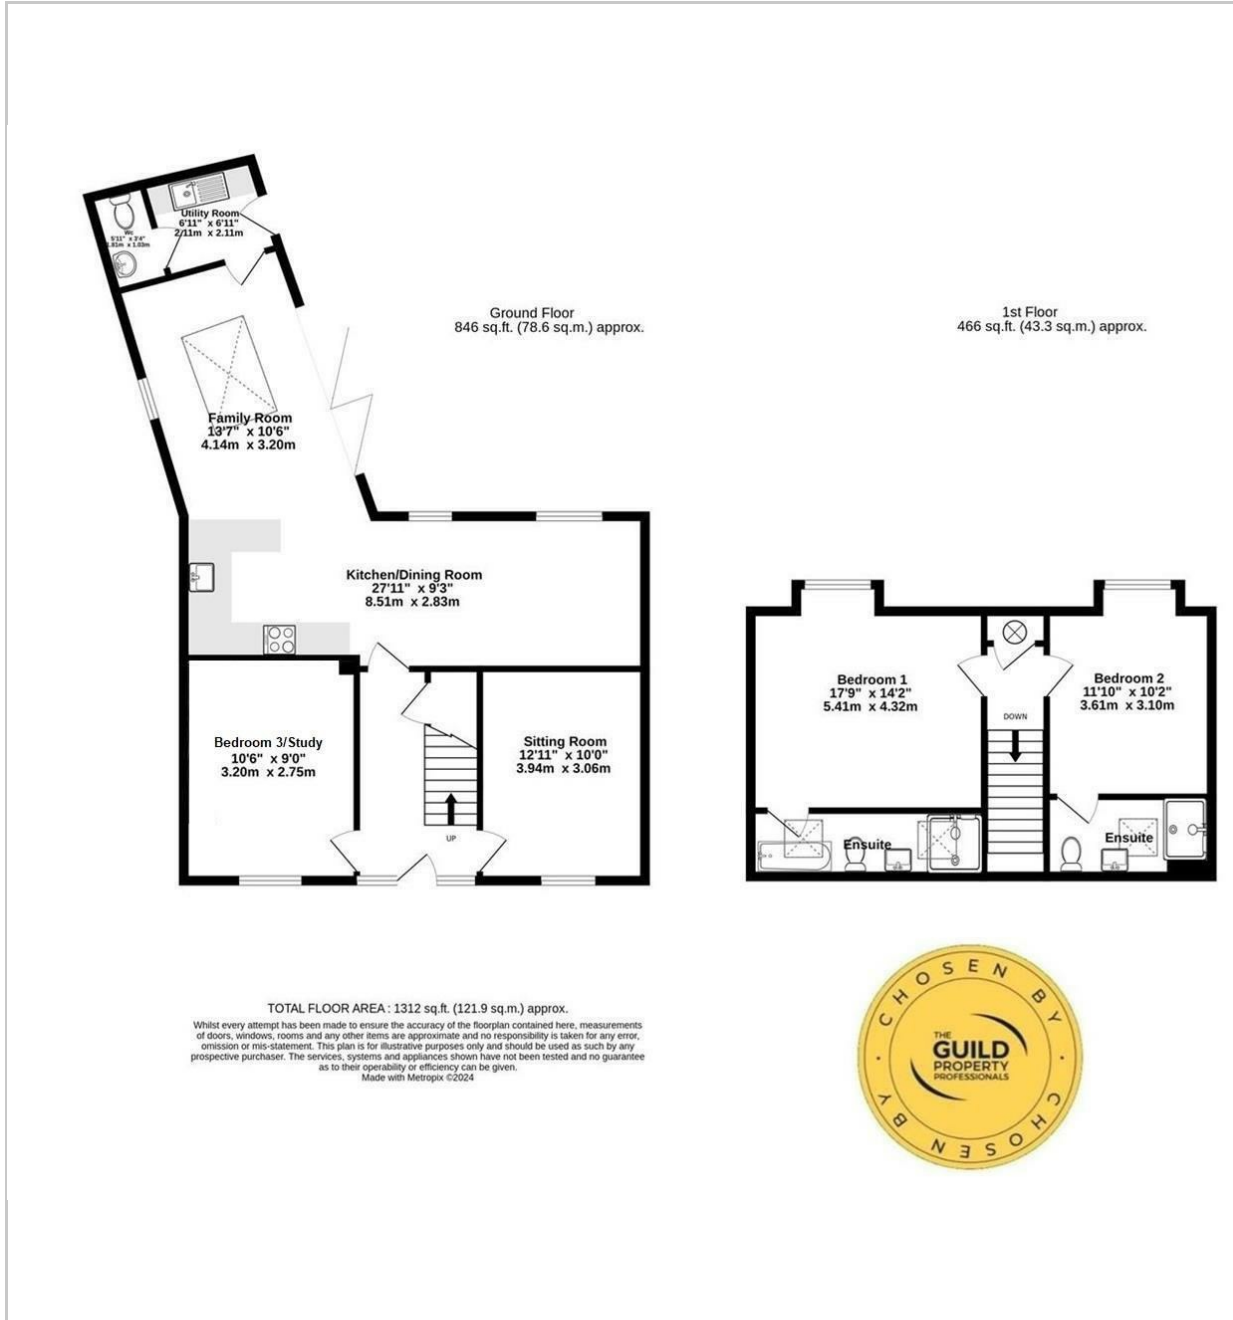 Utility Room
6'11" x 6'11"
2.11m x 2.11m
Wc
5'11" x 3'4"
1.81m x 1.03m
Ground Floor
846 sq.ft. (78.6 sq.m.) approx.
1st Floor
466 sq.ft. (43.3 sq.m.) approx.
Family Room
13'7" x 10'6"
4.14m x 3.20m
Kitchen/Dining Room
27'11" x 9'3"
8.51m x 2.83m
Bedroom 3/Study
10'6" x 9'0"
3.20m x 2.75m
UP
Sitting Room
12'11" x 10'0"
3.94m x 3.06m
Bedroom 1
17'9" x 14'2"
5.41m x 4.32m
DOWN
Bedroom 2
11'10" x 10'2"
3.61m x 3.10m
Ensuite
Ensuite
TOTAL FLOOR AREA : 1312 sq.ft. (121.9 sq.m.) approx.
Whilst every attempt has been made to ensure the accuracy of the floorplan contained here, measurements
of doors, windows, rooms and any other items are approximate and no responsibility is taken for any error,
omission or mis-statement. This plan is for illustrative purposes only and should be used as such by any
prospective purchaser. The services, systems and appliances shown have not been tested and no guarantee
as to their operability or efficiency can be given.
Made with Metropix ©2024
CHOSEN BY
THE
GUILD
PROPERTY
PROFESSIONALS
CHOSEN BY